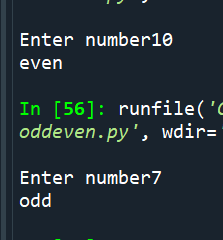 Enter number10
even
In [56]: runfile('
oddeven.py', wdir=
Enter number7
odd